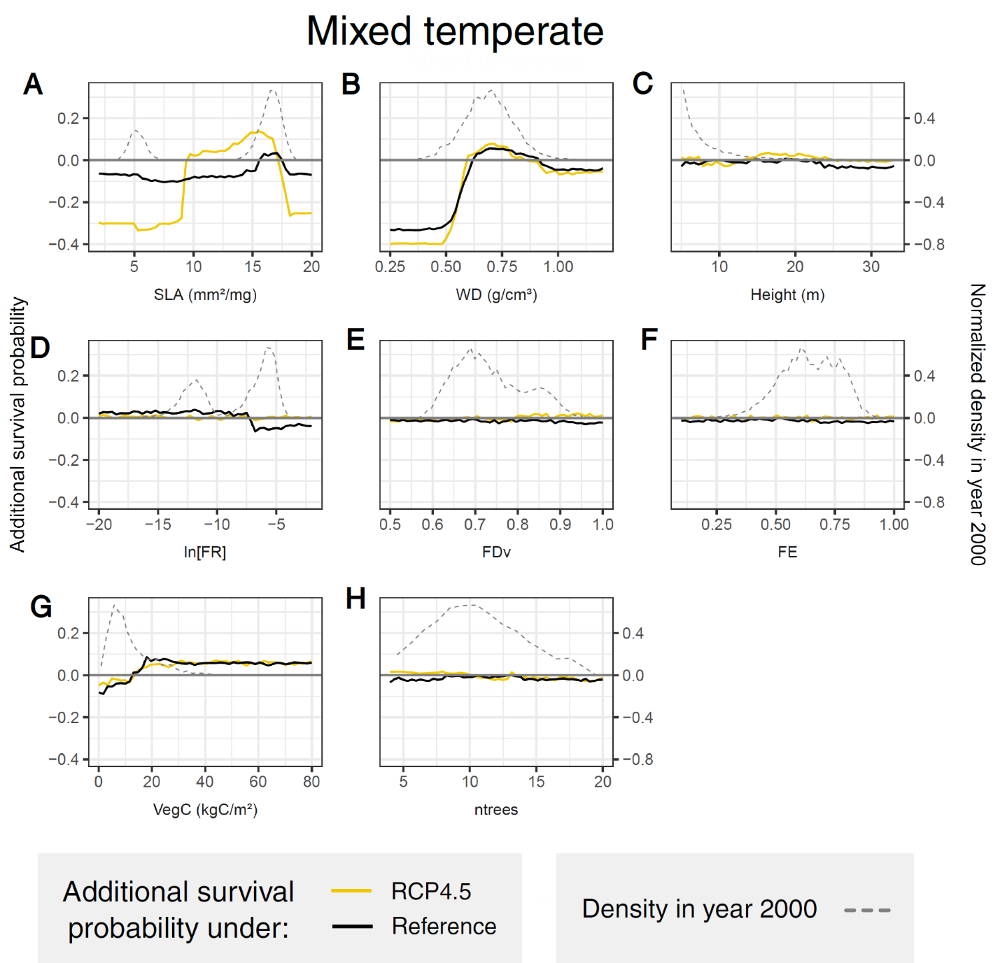 Mixed temperate
A
B
C
0.2
0.0
−0.2
−0.4
0.4
0.0
−0.4
−0.8
5 10 15 20
0.25 0.50 0.75 1.00
10 20 30
SLA (mm²/mg)
WD (g/cm³)
Height (m)
Additional survival probability
Normalized density in year 2000
D
E
F
0.2
0.0
−0.2
−0.4
0.4
0.0
−0.4
−0.8
−20 −15 −10 −5
0.5 0.6 0.7 0.8 0.9 1.0
0.25 0.50 0.75 1.00
ln[FR]
FDv
FE
G
H
0.2
0.0
−0.2
−0.4
0.4
0.0
−0.4
−0.8
0 20 40 60 80
5 10 15 20
VegC (kgC/m²)
ntrees
Additional survival
probability under:
RCP4.5
Reference
Density in year 2000